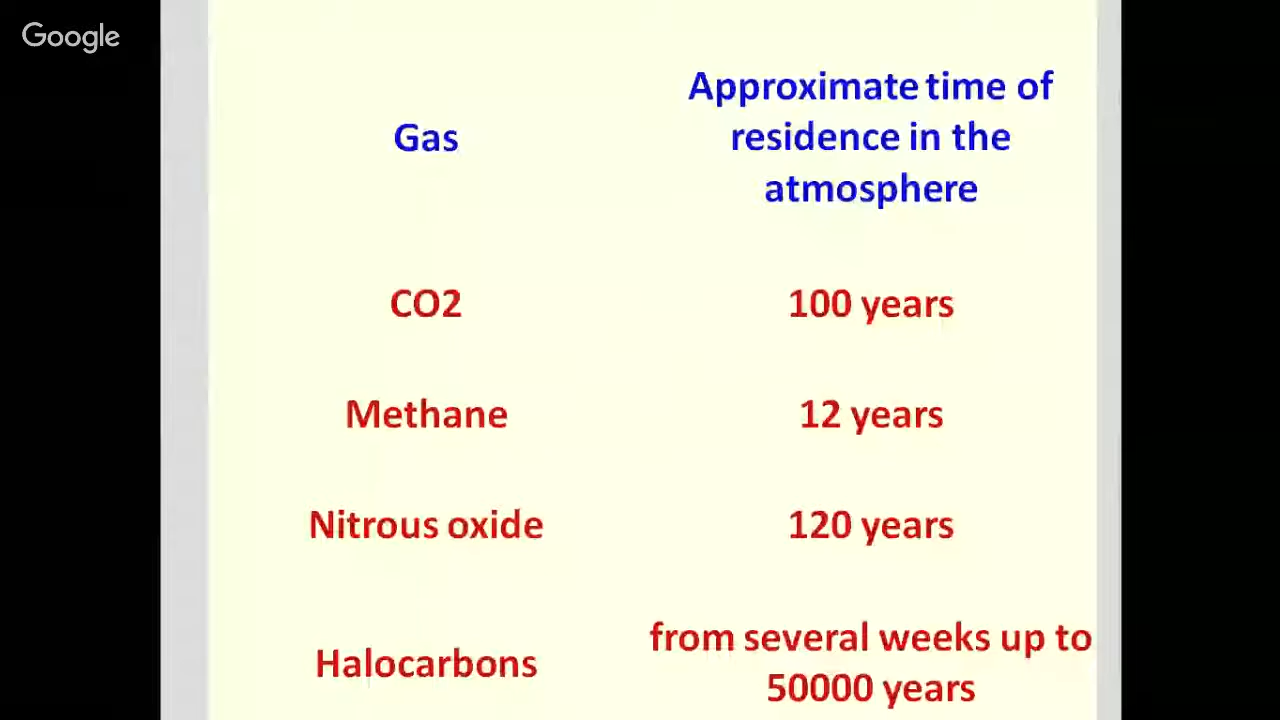 Google
Gas
Approximate time of
residence in the
atmosphere
CO2
100 years
Methane
12 years
Nitrous oxide
120 years
Halocarbons
from several weeks up to
50000 years